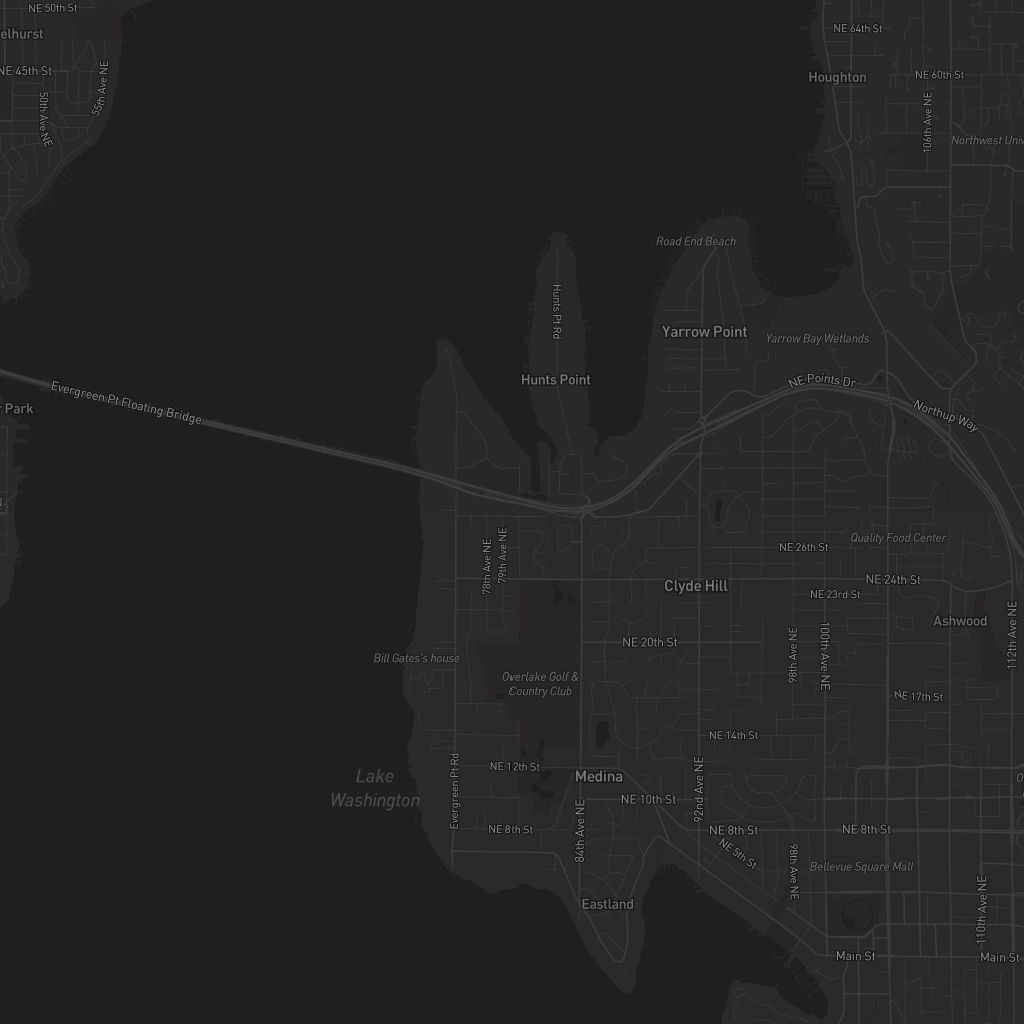 NE 50th St
elhurst
NE 64th St
NE 45th St
55th Ave NE
Houghton
NE 60th St
50th Ave NE
106th Ave NE
Northwest Univ
Road End Beach
Hunts Pt Rd
Yarrow Point
Yarrow Bay Wetlands
Hunts Point
NE Points Dr
Evergreen Pt Floating Bridge
r Park
Northup Way
78th Ave NE
79th Ave NE
Quality Food Center
NE 26th St
NE 24th St
Clyde Hill
NE 23rd St
Ashwood
112th Ave NE
NE 20th St
98th Ave NE
100th Ave NE
Bill Gates's house
Overlake Golf &
Country Club
NE 17th St
NE 14th St
Evergreen Pt Rd
NE 12th St
Medina
Lake
Washington
92nd Ave NE
NE 10th St
84th Ave NE
NE 8th St
NE 8th St
NE 8th St
NE 5th St
98th Ave NE
Bellevue Square Mall
Eastland
110th Ave NE
Main St
Main St